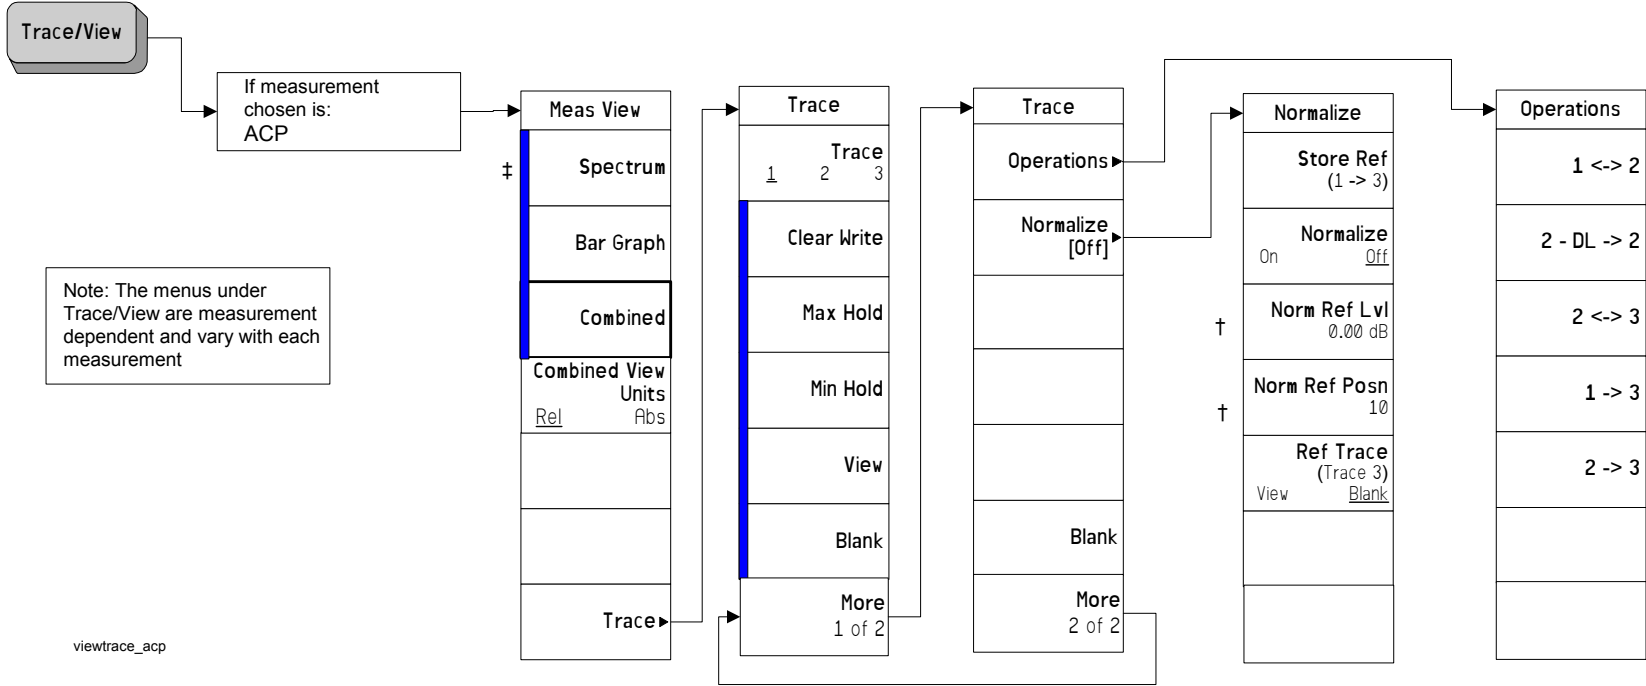 Trace/View
If measurement
chosen is:
ACP
Note: The menus under
Trace/View are measurement
dependent and vary with each
measurement
viewtrace_acp
Meas View
‡
Spectrum
Bar Graph
Combined
Combined View
Units
Rel Abs
Trace
Trace
Trace
1 2 3
Clear Write
Max Hold
Min Hold
View
Blank
More
1 of 2
Trace
Operations
Normalize
[Off]
Blank
More
2 of 2
Normalize
Store Ref
(1 -> 3)
Normalize
On Off
†
Norm Ref Lvl
0.00 dB
†
Norm Ref Posn
10
Ref Trace
(Trace 3)
View Blank
Operations
1 <-> 2
2 - DL -> 2
2 <-> 3
1 -> 3
2 -> 3